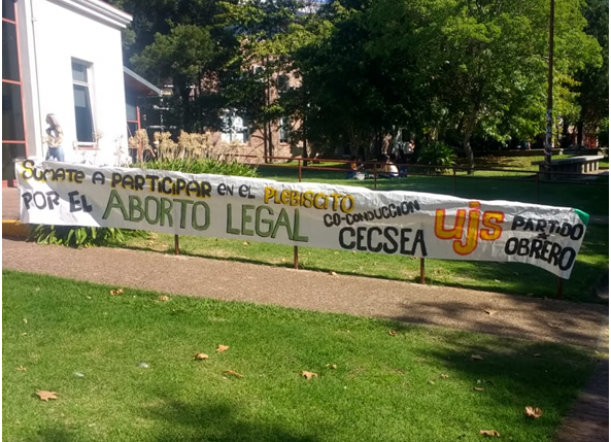 SUMATE A PARTICIPAR EN EL PLEBISCITO
POR EL ABORTO LEGAL
CO-CONDUCCIÓN
CECSEA
ujs
PARTIDO
OBRERO